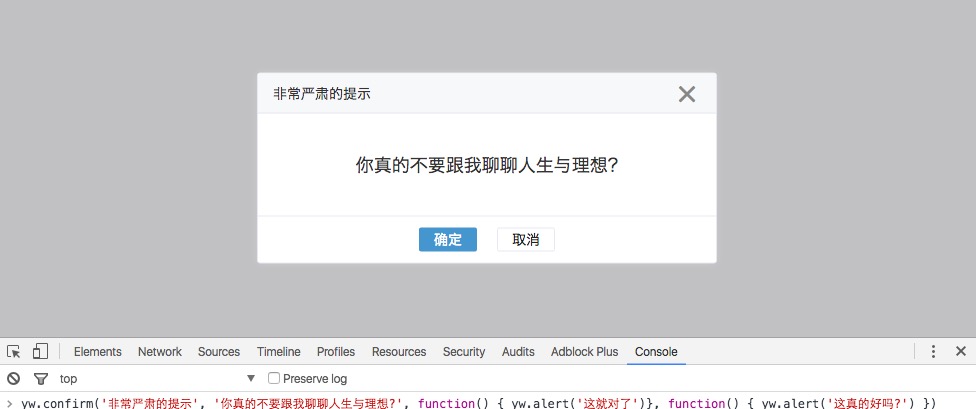 非常严肃的提示
你真的不要跟我聊聊人生与理想?
确定 取消
Elements Network Sources Timeline Profiles Resources Security Audits Adblock Plus Console
top Preserve log
yw.confirm('非常严肃的提示', '你真的不要跟我聊聊人生与理想?', function() { yw.alert('这就对了')}, function() { yw.alert('这真的好吗?') })